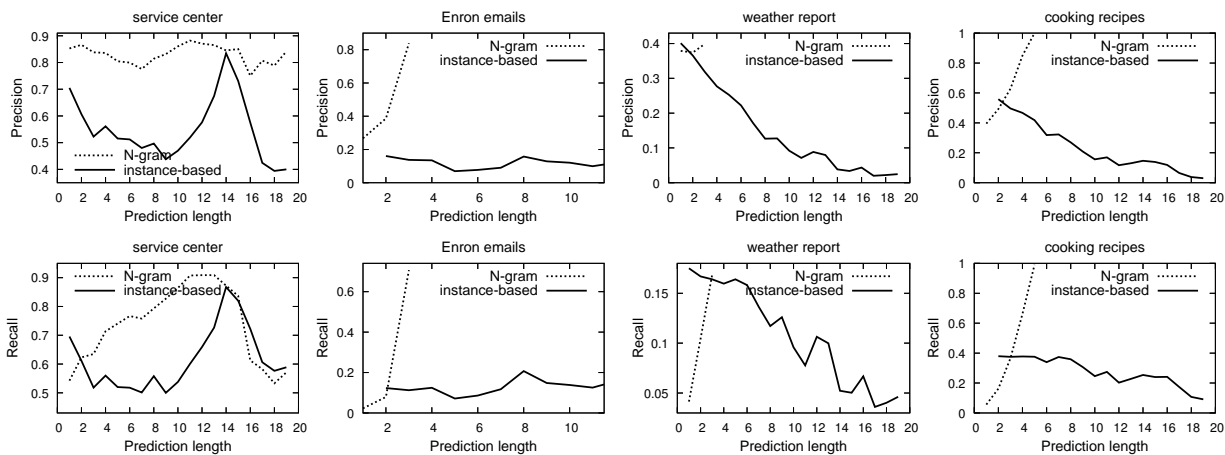 service center
Precision
0.9
0.8
0.7
0.6
0.5
0.4
N-gram
instance-based
0 2 4 6 8 10 12 14 16 18 20
Prediction length
Enron emails
Precision
0.8
0.6
0.4
0.2
0
N-gram
instance-based
2 4 6 8 10
Prediction length
weather report
Precision
0.4
0.3
0.2
0.1
0
N-gram
instance-based
0 2 4 6 8 10 12 14 16 18 20
Prediction length
cooking recipes
Precision
1
0.8
0.6
0.4
0.2
0
N-gram
instance-based
0 2 4 6 8 10 12 14 16 18 20
Prediction length
service center
Recall
0.9
0.8
0.7
0.6
0.5
N-gram
instance-based
0 2 4 6 8 10 12 14 16 18 20
Prediction length
Enron emails
Recall
0.6
0.4
0.2
0
N-gram
instance-based
2 4 6 8 10
Prediction length
weather report
Recall
0.15
0.1
0.05
N-gram
instance-based
0 2 4 6 8 10 12 14 16 18 20
Prediction length
cooking recipes
Recall
1
0.8
0.6
0.4
0.2
0
N-gram
instance-based
0 2 4 6 8 10 12 14 16 18 20
Prediction length